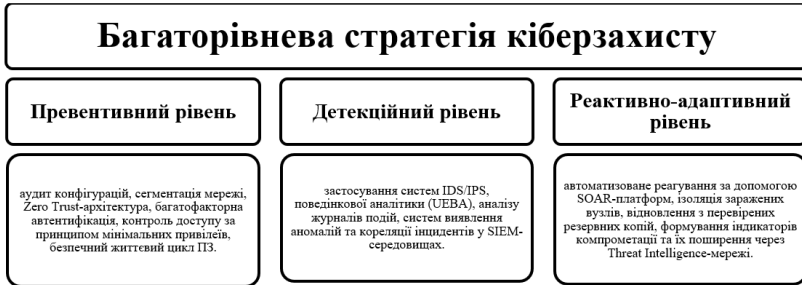 Багаторівнева стратегія кіберзахисту
Превентивний рівень
аудит конфігурацій, сегментація мережі,
Zero Trust-архітектура, багатофакторна
автентифікація, контроль доступу за
принципом мінімальних привілеїв,
безпечний життєвий цикл ПЗ.
Детекційний рівень
застосування систем IDS/IPS,
поведінкової аналітики (UEBA), аналізу
журналів подій, систем виявлення
аномалій та кореляції інцидентів у SIEM-
середовищах.
Реактивно-адаптивний
рівень
автоматизоване реагування за допомогою
SOAR-платформ, ізоляція заражених
вузлів, відновлення з перевірених
резервних копій, формування індикаторів
компрометації та їх поширення через
Threat Intelligence-мережі.